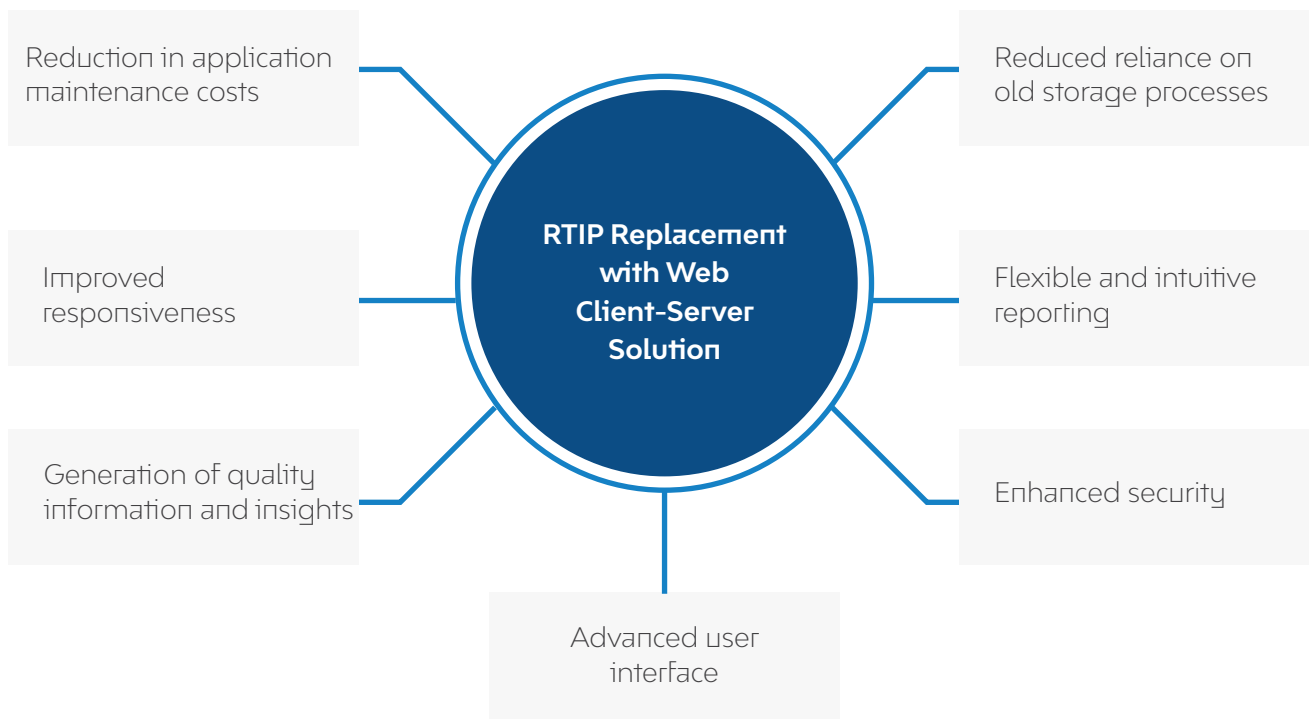 Reduction in application
maintenance costs
Improved
responsiveness
Generation of quality
information and insights
RTIP Replacement
with Web
Client-Server
Solution
Reduced reliance on
old storage processes
Flexible and intuitive
reporting
Enhanced security
Advanced user
interface